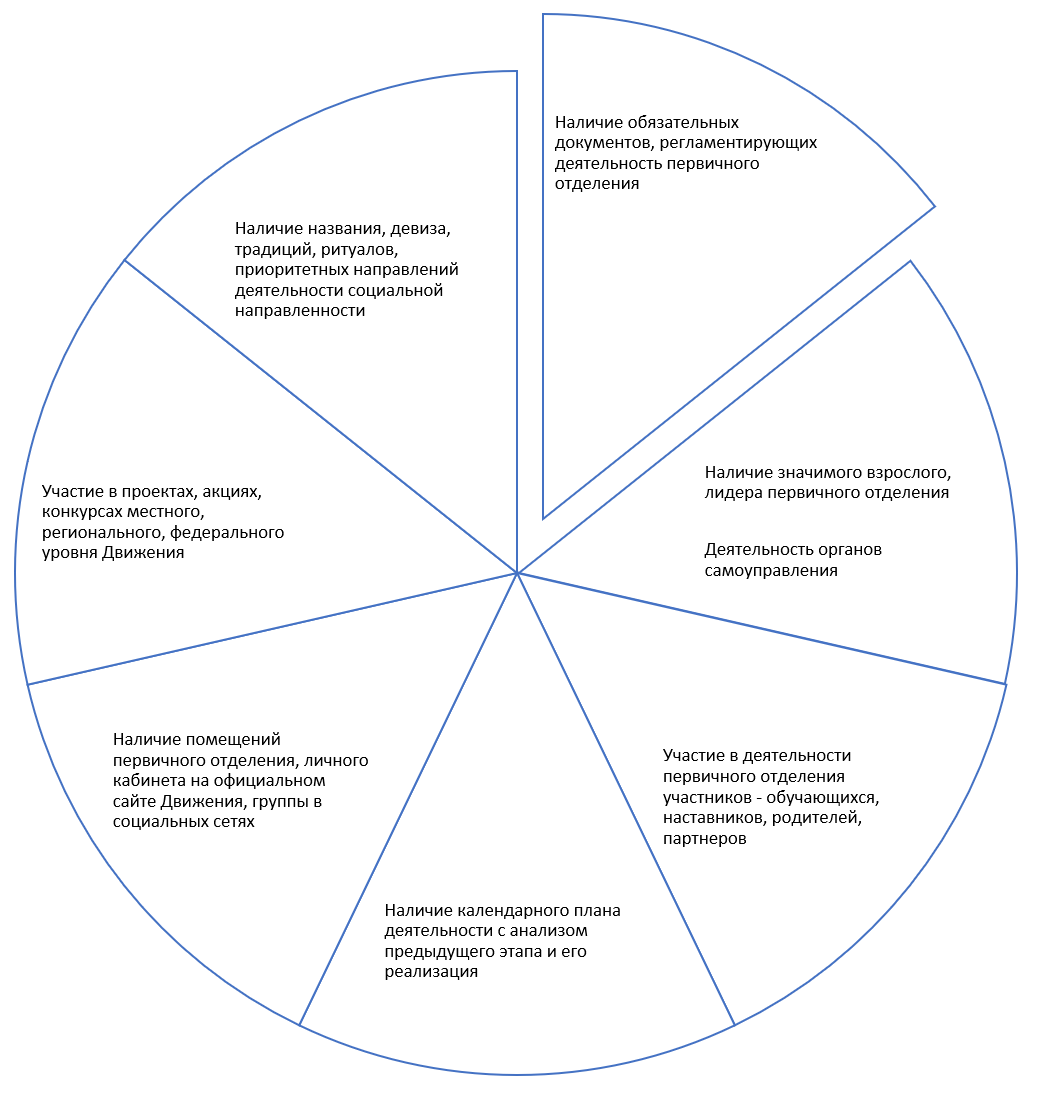 Наличие обязательных
документов, регламентирующих
деятельность первичного
отделения
Наличие значимого взрослого,
лидера первичного отделения
Деятельность органов
самоуправления
Участие в деятельности
первичного отделения
участников - обучающихся,
наставников, родителей,
партнеров
Наличие календарного плана
деятельности с анализом
предыдущего этапа и его
реализация
Наличие помещений
первичного отделения, личного
кабинета на официальном
сайте Движения, группы в
социальных сетях
Участие в проектах, акциях,
конкурсах местного,
регионального, федерального
уровня Движения
Наличие названия, девиза,
традиций, ритуалов,
приоритетных направлений
деятельности социальной
направленности